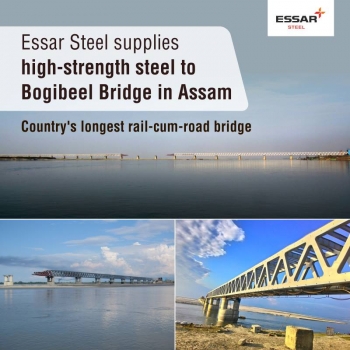 ESSAR
STEEL
Essar Steel supplies
high-strength steel to
Bogibeel Bridge in Assam
Country's longest rail-cum-road bridge